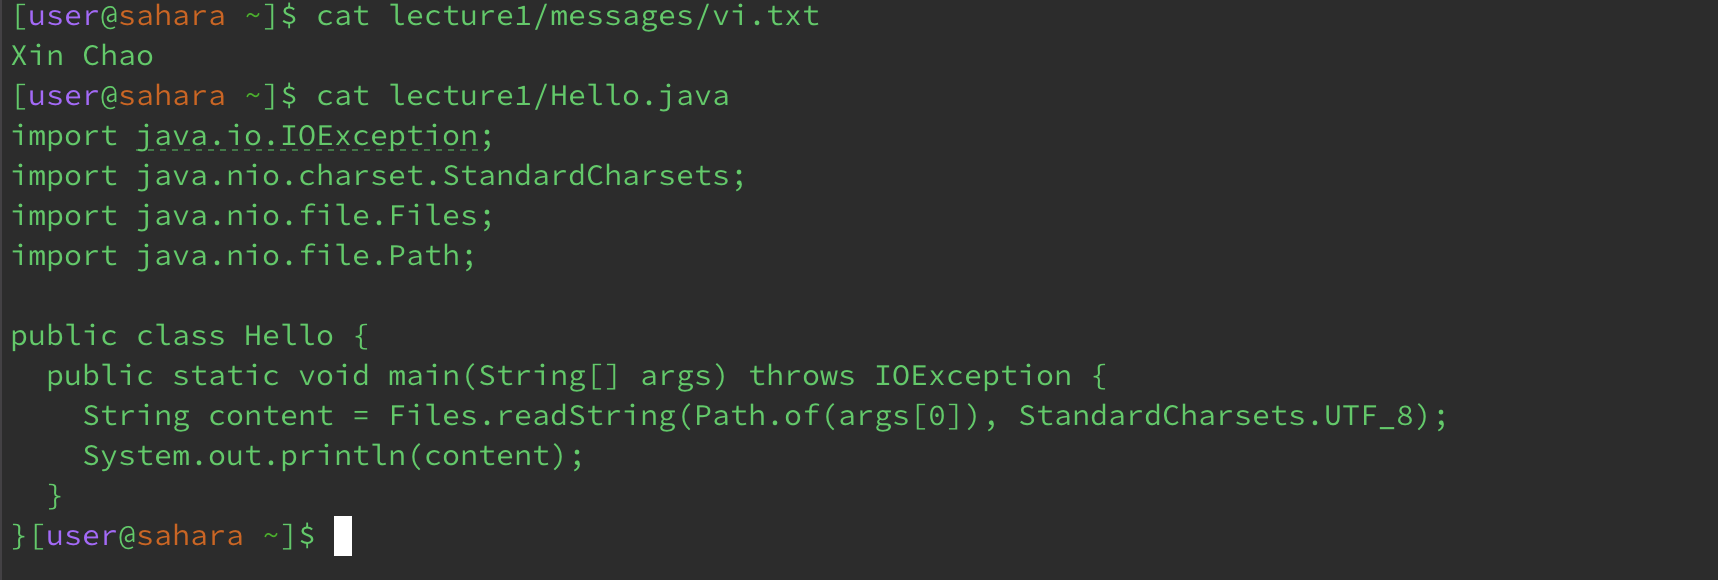 [user@sahara ~]$ cat lecture1/messages/vi.txt
Xin Chao
[user@sahara ~]$ cat lecture1/Hello.java
import java.io.IOException;
import java.nio.charset.StandardCharsets;
import java.nio.file.Files;
import java.nio.file.Path;

public class Hello {
  public static void main(String[] args) throws IOException {
    String content = Files.readString(Path.of(args[0]), StandardCharsets.UTF_8);
    System.out.println(content);
  }
}[user@sahara ~]$